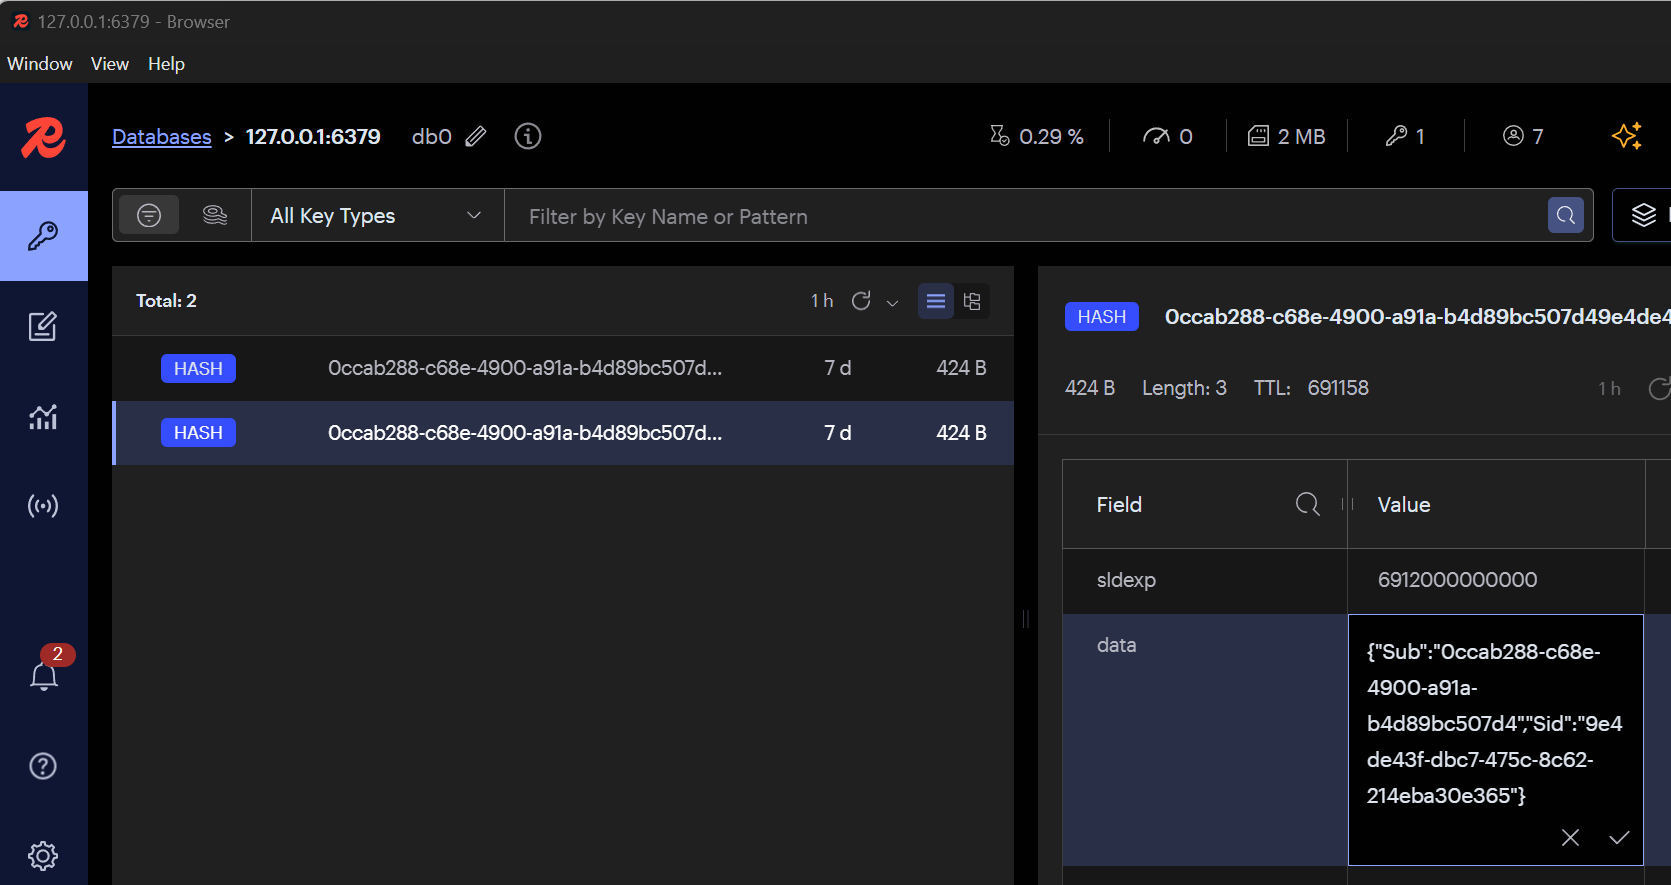 127.0.0.1:6379 - Browser
Window View Help
Databases > 127.0.0.1:6379 db0 0.29 % 0 2 MB 1 7
All Key Types Filter by Key Name or Pattern
Total: 2 1 h
HASH 0ccab288-c68e-4900-a91a-b4d89bc507d... 7 d 424 B
HASH 0ccab288-c68e-4900-a91a-b4d89bc507d... 7 d 424 B
HASH 0ccab288-c68e-4900-a91a-b4d89bc507d49e4de4
424 B Length: 3 TTL: 691158 1 h
Field Value
sldexp 6912000000000
data
{"Sub":"0ccab288-c68e-
4900-a91a-
b4d89bc507d4","Sid":"9e4
de43f-dbc7-475c-8c62-
214eba30e365"}
2